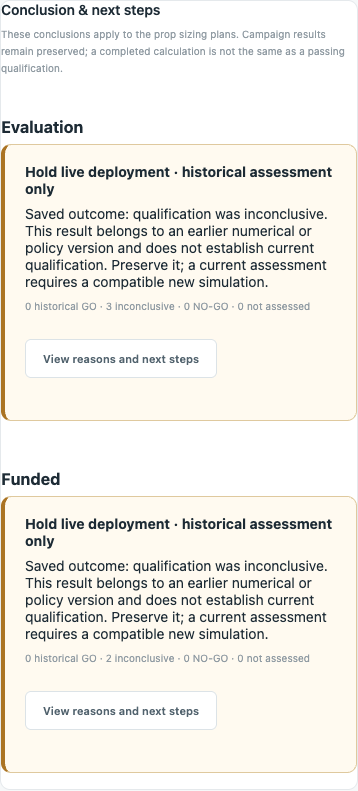 Conclusion & next steps
These conclusions apply to the prop sizing plans. Campaign results
remain preserved; a completed calculation is not the same as a passing
qualification.
Evaluation
Hold live deployment · historical assessment
only
Saved outcome: qualification was inconclusive.
This result belongs to an earlier numerical or
policy version and does not establish current
qualification. Preserve it; a current assessment
requires a compatible new simulation.
0 historical GO · 3 inconclusive · 0 NO-GO · 0 not assessed
View reasons and next steps
Funded
Hold live deployment · historical assessment
only
Saved outcome: qualification was inconclusive.
This result belongs to an earlier numerical or
policy version and does not establish current
qualification. Preserve it; a current assessment
requires a compatible new simulation.
0 historical GO · 2 inconclusive · 0 NO-GO · 0 not assessed
View reasons and next steps